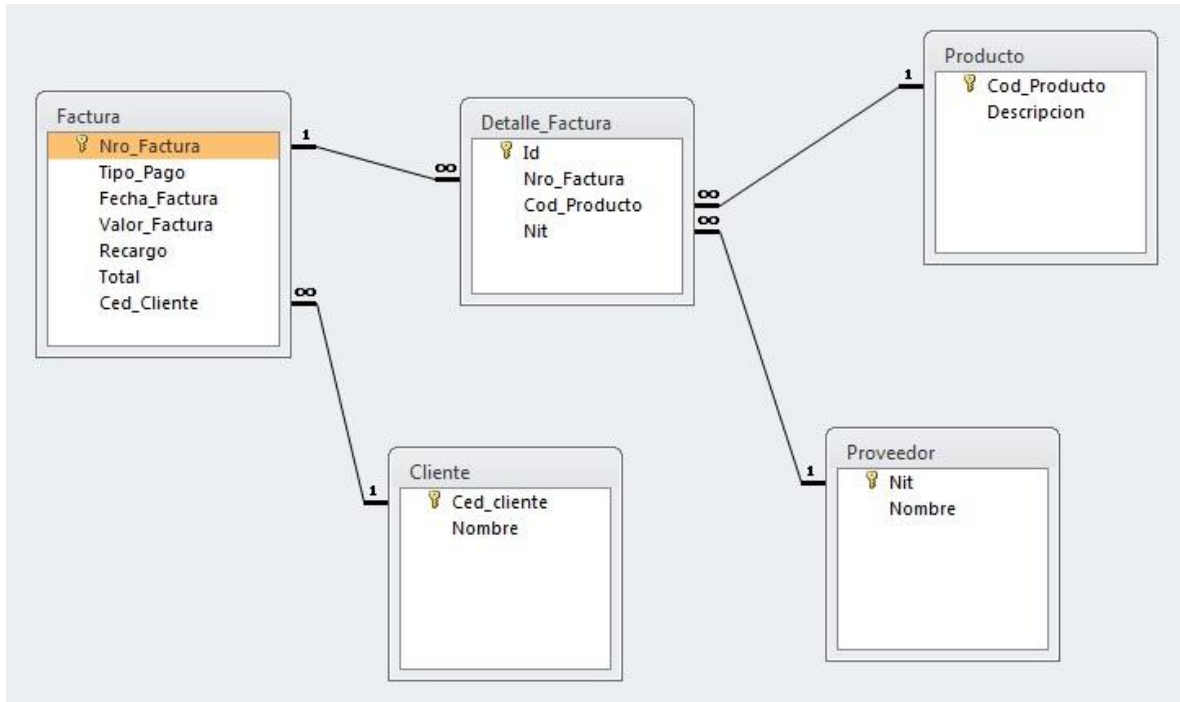 Factura
Nro_Factura
Tipo_Pago
Fecha_Factura
Valor_Factura
Recargo
Total
Ced_Cliente
1
∞
∞
1
Detalle_Factura
Id
Nro_Factura
Cod_Producto
Nit
∞
∞
1
1
Producto
Cod_Producto
Descripcion
Cliente
Ced_cliente
Nombre
Proveedor
Nit
Nombre